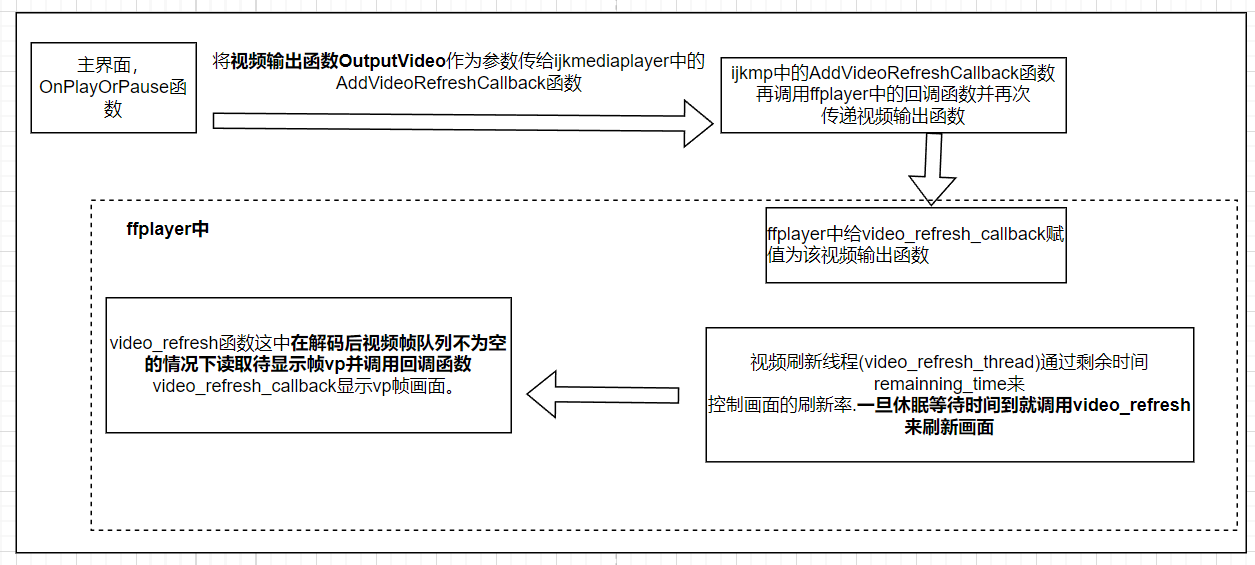 主界面，
OnPlayOrPause函
数
将视频输出函数OutputVideo作为参数传给ijkmediaplayer中的
AddVideoRefreshCallback函数
ijkmp中的AddVideoRefreshCallback函数
再调用ffplayer中的回调函数并再次
传递视频输出函数
ffplayer中
ffplayer中给video_refresh_callback赋
值为该视频输出函数
video_refresh函数这中在解码后视频帧队列不为空
的情况下读取待显示帧vp并调用回调函数
video_refresh_callback显示vp帧画面。
视频刷新线程(video_refresh_thread)通过剩余时间
remainning_time来
控制画面的刷新率.一旦休眠等待时间到就调用video_refresh
来刷新画面